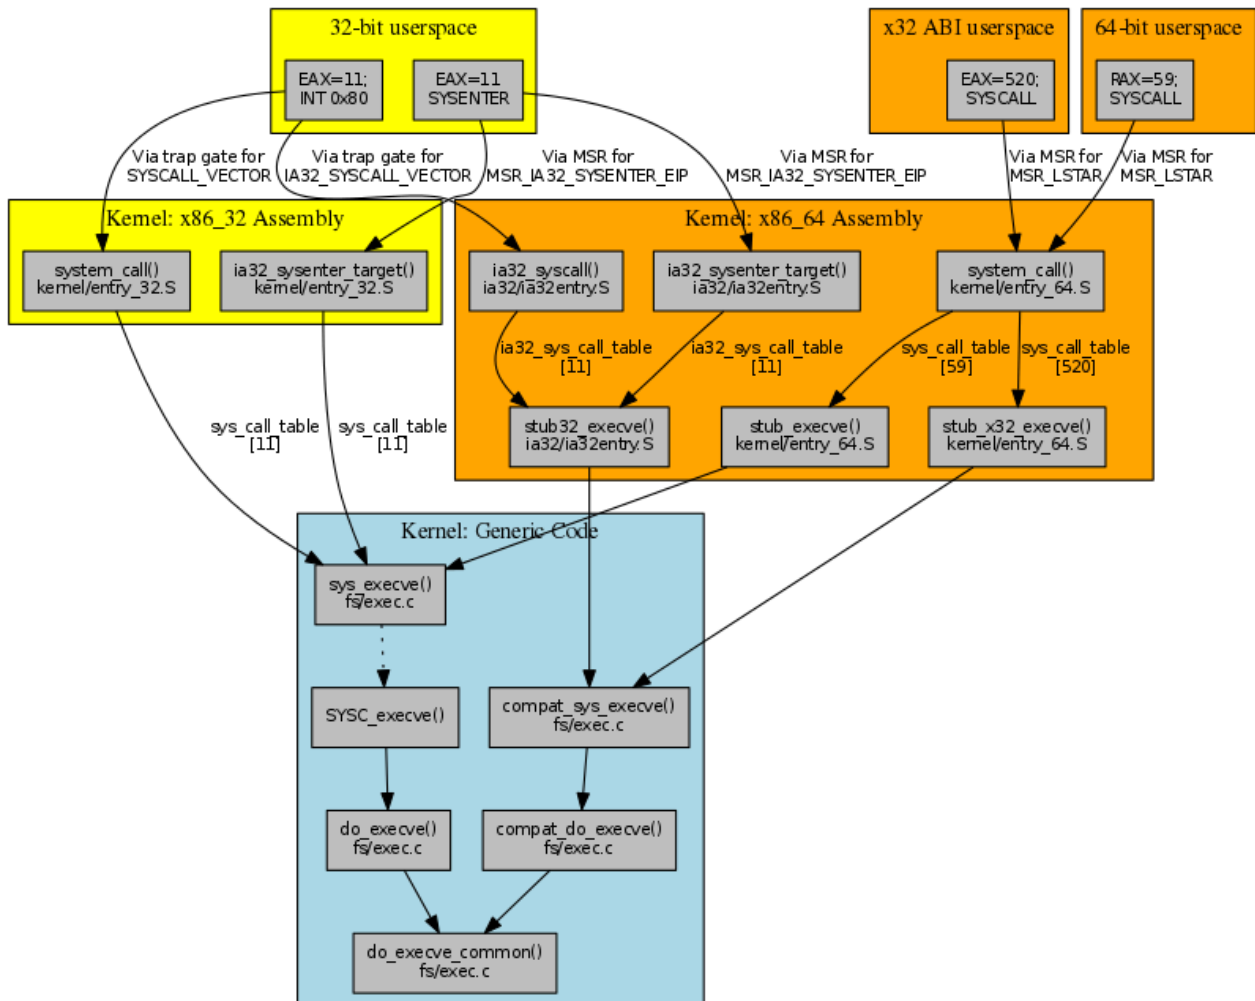 32-bit userspace
x32 ABI userspace
64-bit userspace
EAX=11;
INT 0x80
EAX=11
SYSENTER
EAX=520;
SYSCALL
RAX=59;
SYSCALL
Via trap gate for
SYSCALL_VECTOR
Via trap gate for
IA32_SYSCALL_VECTOR
Via MSR for
MSR_IA32_SYSENTER_EIP
Via MSR for
MSR_IA32_SYSENTER_EIP
Via MSR for
MSR_LSTAR
Via MSR for
MSR_LSTAR
Kernel: x86_32 Assembly
Kernel: x86_64 Assembly
system_call()
kernel/entry_32.S
ia32_sysenter_target()
kernel/entry_32.S
ia32_syscall()
ia32/ia32entry.S
ia32_sysenter_target()
ia32/ia32entry.S
system_call()
kernel/entry_64.S
ia32_sys_call_table
[11]
ia32_sys_call_table
[11]
sys_call_table
[59]
sys_call_table
[520]
sys_call_table
[11]
sys_call_table
[11]
stub32_execve()
ia32/ia32entry.S
stub_execve()
kernel/entry_64.S
stub_x32_execve()
kernel/entry_64.S
Kernel: Generic Code
sys_execve()
fs/exec.c
SYSC_execve()
compat_sys_execve()
fs/exec.c
do_execve()
fs/exec.c
compat_do_execve()
fs/exec.c
do_execve_common()
fs/exec.c